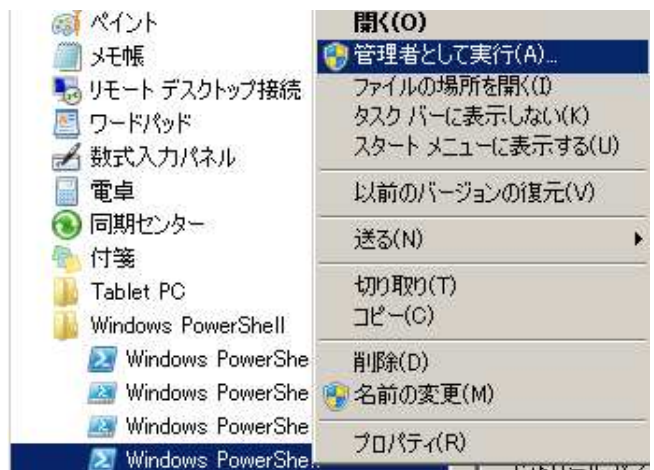 ペイント
メモ帳
リモート デスクトップ接続
ワードパッド
数式入力パネル
電卓
同期センター
付箋
Tablet PC
Windows PowerShell
Windows PowerShe
Windows PowerShe
Windows PowerShe
Windows PowerShe
開く(O)
管理者として実行(A)...
ファイルの場所を開く(I)
タスク バーに表示しない(K)
スタート メニューに表示する(U)
以前のバージョンの復元(V)
送る(N)
切り取り(T)
コピー(C)
削除(D)
名前の変更(M)
プロパティ(R)